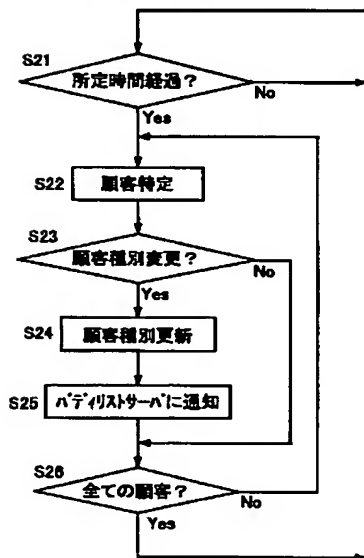 S21
所定時間経過?
No
Yes
S22
顧客特定
S23
顧客種別変更?
No
Yes
S24
顧客種別更新
S25
バディリストサーバに通知
S26
全ての顧客?
No
Yes